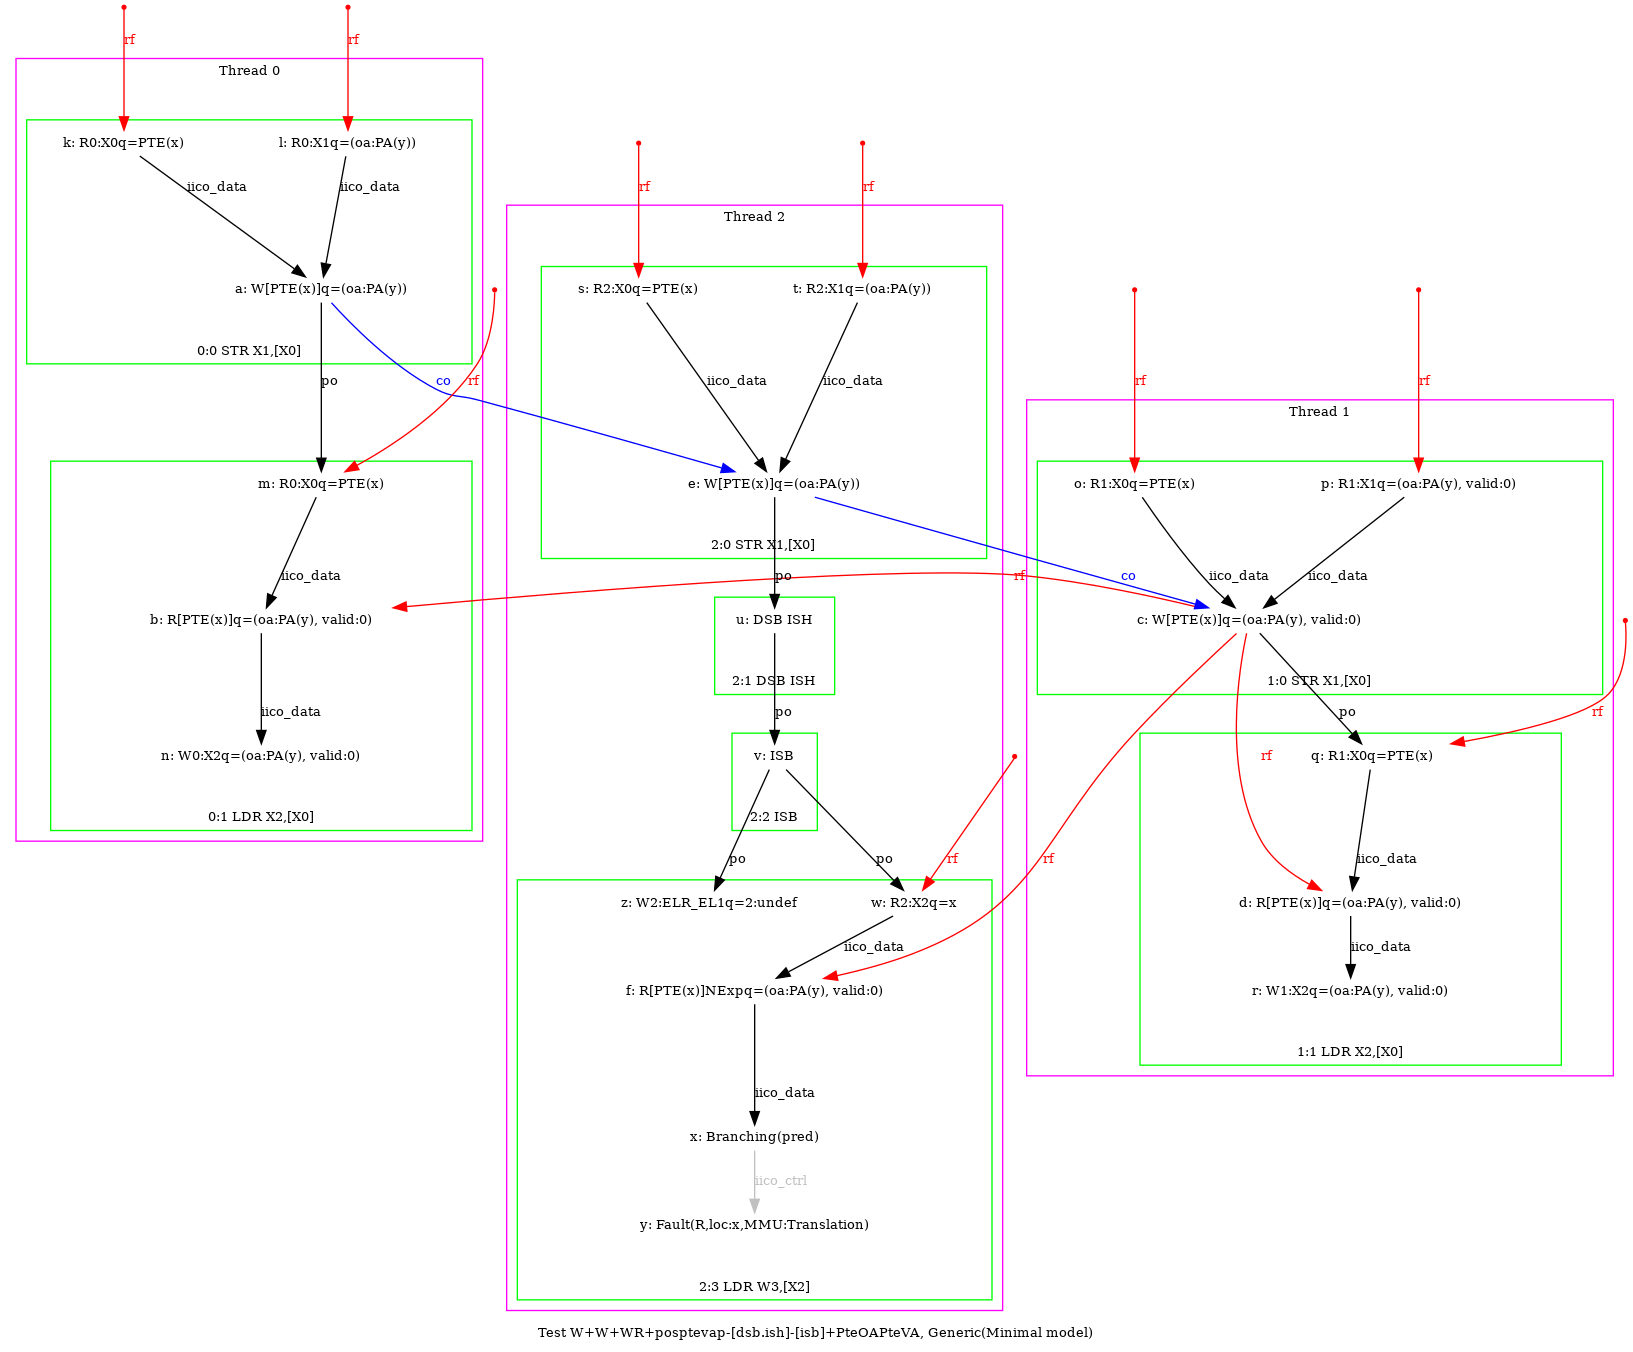 rf
rf
Thread 0
k: R0:X0q=PTE(x)
l: R0:X1q=(oa:PA(y))
iico_data
iico_data
a: W[PTE(x)]q=(oa:PA(y))
0:0 STR X1,[X0]
po
co
rf
m: R0:X0q=PTE(x)
iico_data
b: R[PTE(x)]q=(oa:PA(y), valid:0)
iico_data
n: W0:X2q=(oa:PA(y), valid:0)
0:1 LDR X2,[X0]
rf
rf
Thread 2
s: R2:X0q=PTE(x)
t: R2:X1q=(oa:PA(y))
iico_data
iico_data
e: W[PTE(x)]q=(oa:PA(y))
2:0 STR X1,[X0]
po
rf
co
u: DSB ISH
2:1 DSB ISH
po
v: ISB
2:2 ISB
po
po
rf
rf
z: W2:ELR_EL1q=2:undef
w: R2:X2q=x
iico_data
f: R[PTE(x)]NExpq=(oa:PA(y), valid:0)
iico_data
x: Branching(pred)
iico_ctrl
y: Fault(R,loc:x,MMU:Translation)
2:3 LDR W3,[X2]
rf
rf
Thread 1
o: R1:X0q=PTE(x)
p: R1:X1q=(oa:PA(y), valid:0)
iico_data
iico_data
c: W[PTE(x)]q=(oa:PA(y), valid:0)
1:0 STR X1,[X0]
po
rf
rf
q: R1:X0q=PTE(x)
iico_data
d: R[PTE(x)]q=(oa:PA(y), valid:0)
iico_data
r: W1:X2q=(oa:PA(y), valid:0)
1:1 LDR X2,[X0]
Test W+W+WR+posptevap-[dsb.ish]-[isb]+PteOAPteVA, Generic(Minimal model)